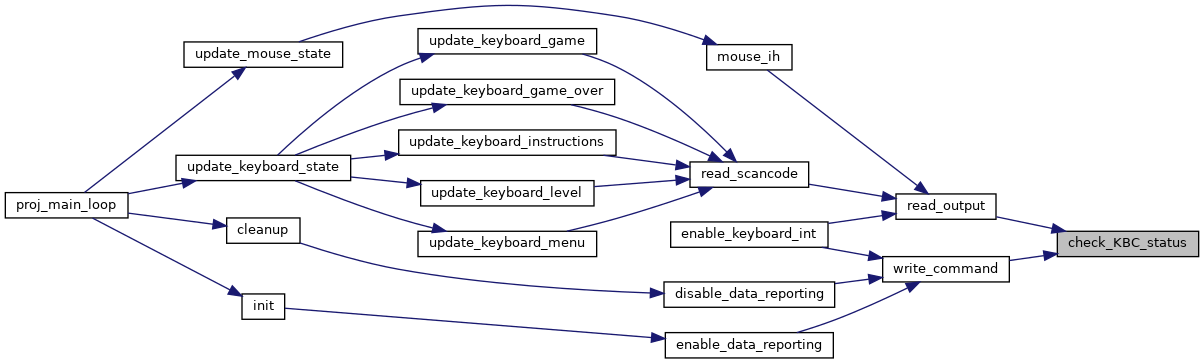 update_keyboard_game
update_mouse_state
mouse_ih
update_keyboard_game_over
update_keyboard_instructions
update_keyboard_state
read_scancode
update_keyboard_level
proj_main_loop
read_output
cleanup
enable_keyboard_int
update_keyboard_menu
check_KBC_status
write_command
disable_data_reporting
init
enable_data_reporting